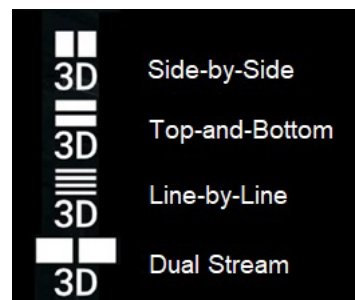 3D Side-by-Side
3D Top-and-Bottom
3D Line-by-Line
3D Dual Stream